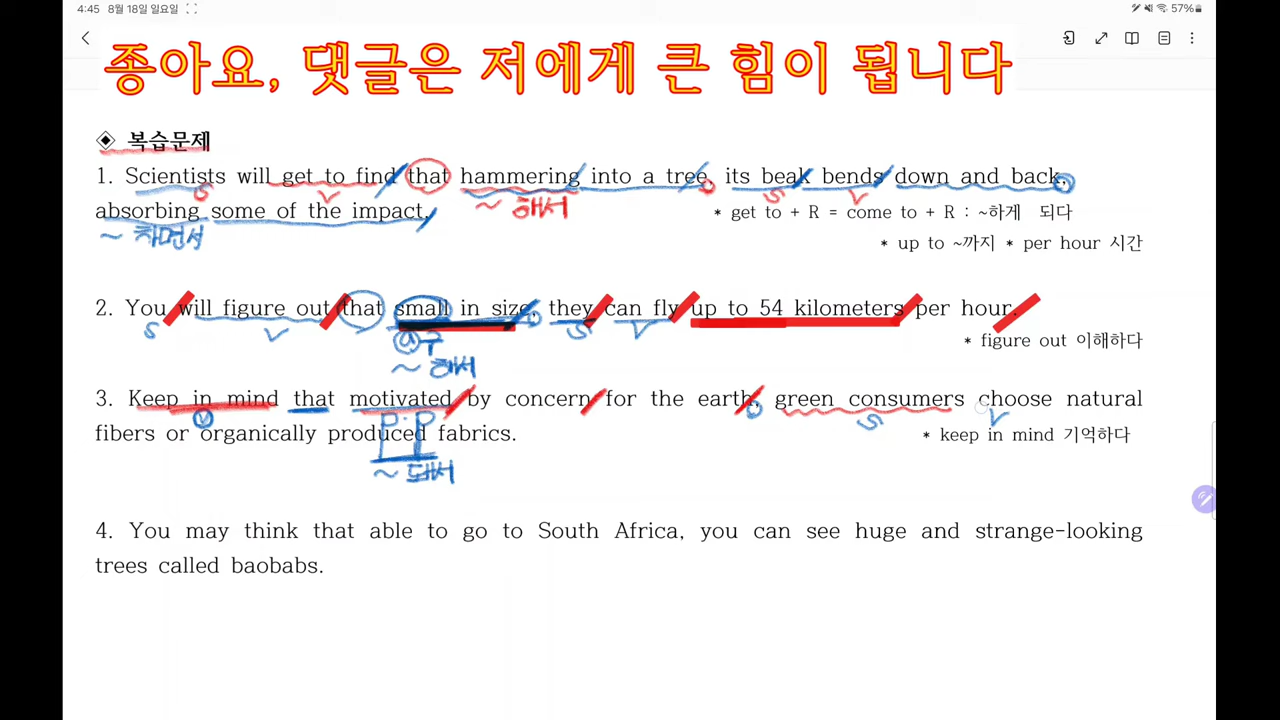 4:45 8월 18일 일요일 57%
좋아요, 댓글은 저에게 큰 힘이 됩니다
◈ 복습문제
1. Scientists will get to find that hammering into a tree, its beak bends down and back,
S V ~ 해서 S V
absorbing some of the impact.
* get to + R = come to + R : ~하게 되다
~ 하면서
* up to ~까지 * per hour 시간
2. You will figure out that small in size, they can fly up to 54 kilometers per hour.
S V ⓐ구 S V
* figure out 이해하다
~ 해서
3. Keep in mind that motivated by concern for the earth, green consumers choose natural
V P.P S V
fibers or organically produced fabrics.
* keep in mind 기억하다
~ 돼서
4. You may think that able to go to South Africa, you can see huge and strange-looking
trees called baobabs.